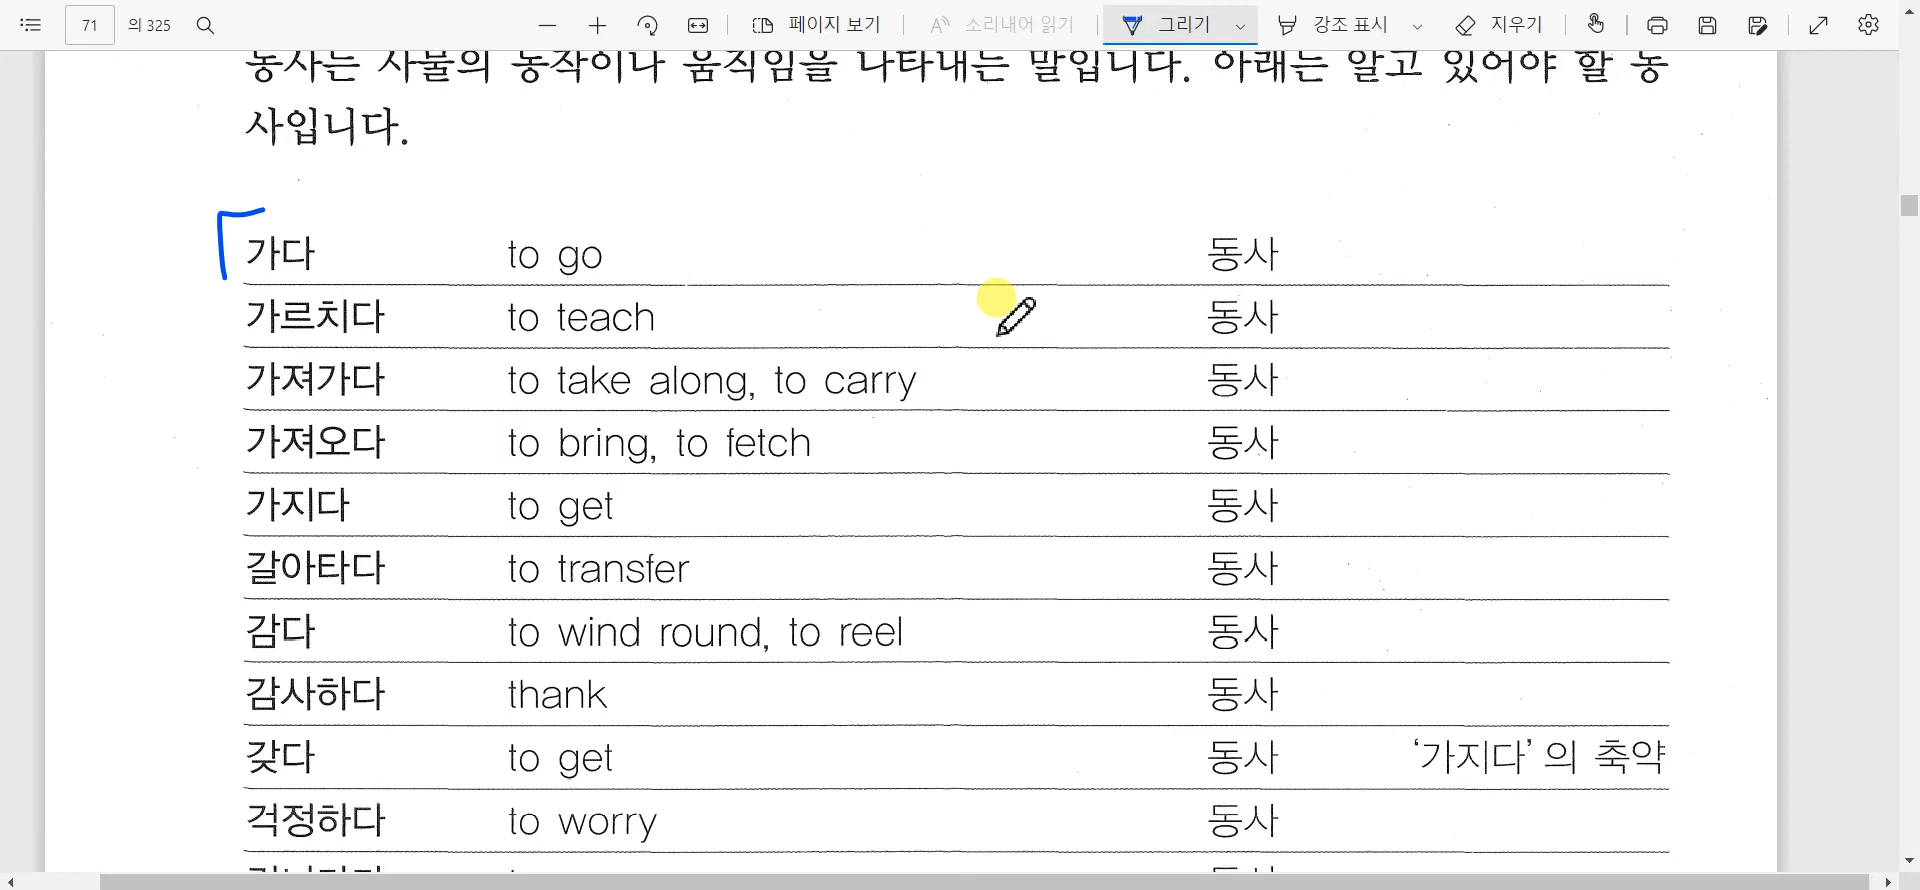 71 의 325 페이지 보기 소리내어 읽기 그리기 강조 표시 지우기
동사는 사물의 동작이나 움직임을 나타내는 말입니다. 아래는 알고 있어야 할 동
사입니다.
가다 to go 동사
가르치다 to teach 동사
가져가다 to take along, to carry 동사
가져오다 to bring, to fetch 동사
가지다 to get 동사
갈아타다 to transfer 동사
감다 to wind round, to reel 동사
감사하다 thank 동사
갖다 to get 동사 ‘가지다’의 축약
걱정하다 to worry 동사